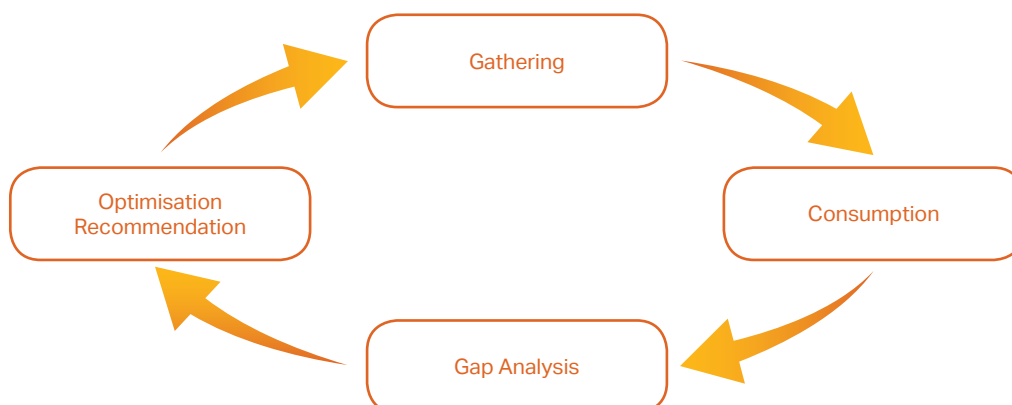 Gathering
Optimisation
Recommendation
Consumption
Gap Analysis